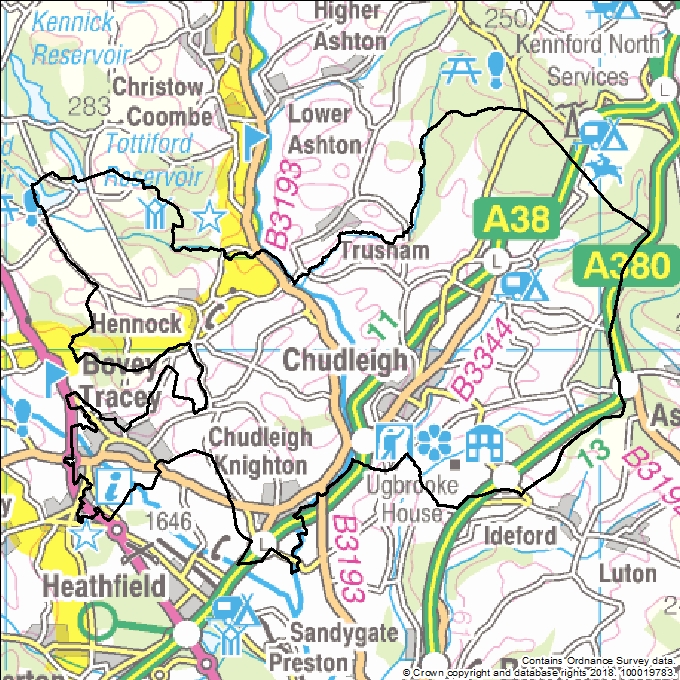 Kennick
Reservoir
Higher
Ashton
250
Kennford North
Services
Christow
Coombe
283
Tottiford
Reservoir
Lower
Ashton
B3193
L
A38
A380
Trusham
L
Hennock
11
Chudleigh
B3344
Bovey
Tracey
Chudleigh
Knighton
As
13
B3192
Ugbrooke
House
i
1646
L
B3193
Ideford
Luton
Heathfield
Sandygate
Preston
Contains Ordnance Survey data.
© Crown copyright and database rights 2018. 100019783.